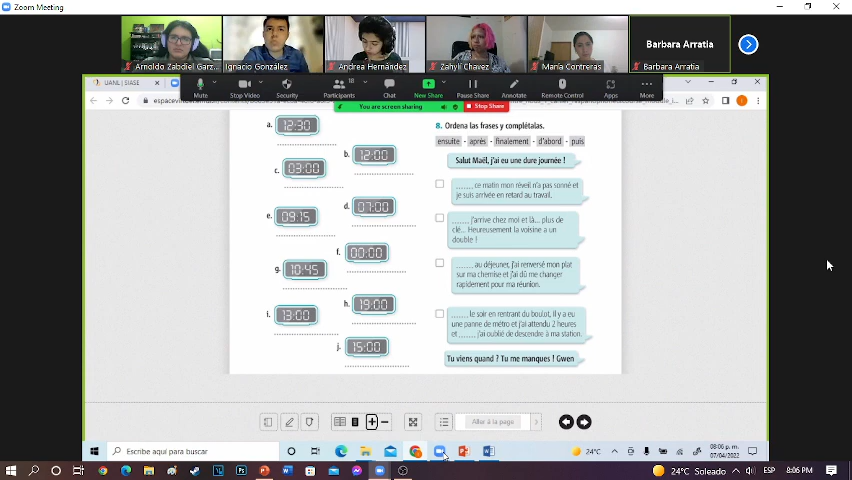 Zoom Meeting
Arnoldo Zabdiel Garz...
Ignacio González
Andrea Hernández
Zahyli Chavez
María Contreras
Barbara Arratia
Barbara Arratia
UANL | SIASE
Mute
Stop Video
Security
Participants
18
Chat
New Share
Pause Share
Annotate
Remote Control
Apps
More
You are screen sharing
Stop Share
a. 12:30
b. 12:00
c. 03:00
d. 07:00
e. 09:15
f. 00:00
g. 10:45
h. 19:00
i. 13:00
j. 15:00
8. Ordena las frases y complétalas.
ensuite - après - finalement - d'abord - puis
Salut Maël, j'ai eu une dure journée !
....... ce matin mon réveil n'a pas sonné et
je suis arrivée en retard au travail.
....... j'arrive chez moi et là... plus de
clé... Heureusement la voisine a un
double !
....... au déjeuner, j'ai renversé mon plat
sur ma chemise et j'ai dû me changer
rapidement pour ma réunion.
....... le soir en rentrant du boulot, il y a eu
une panne de métro et j'ai attendu 2 heures
et ....... j'ai oublié de descendre à ma station.
Tu viens quand ? Tu me manques ! Gwen
Aller à la page
Escribe aquí para buscar
24°C
08:06 p. m.
07/04/2022
24°C Soleado
ESP
8:06 PM